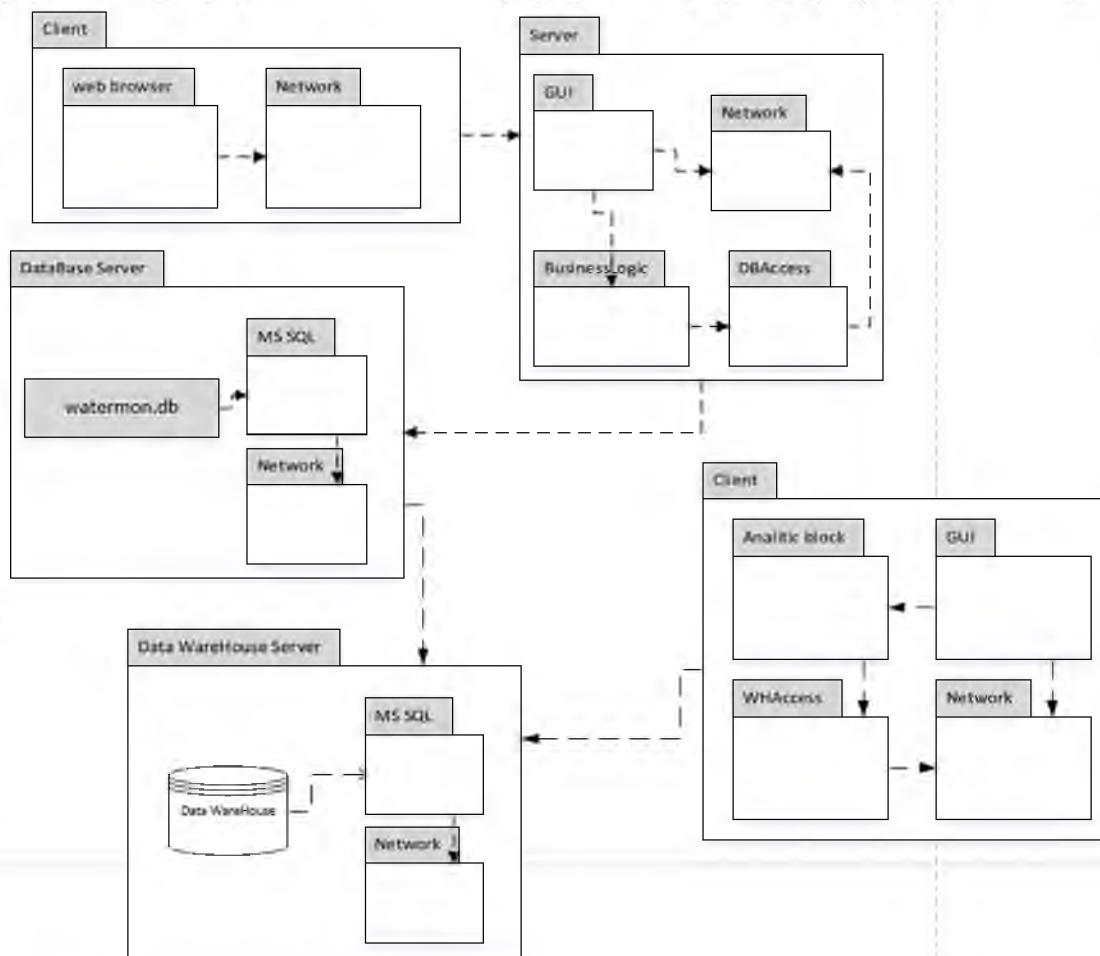 Client
web browser
Network
Server
GUI
Network
BusinessLogic
DBAccess
DataBase Server
MS SQL
watermon.db
Network
Client
Analitic block
GUI
WHAccess
Network
Data WareHouse Server
MS SQL
Data WareHouse
Network